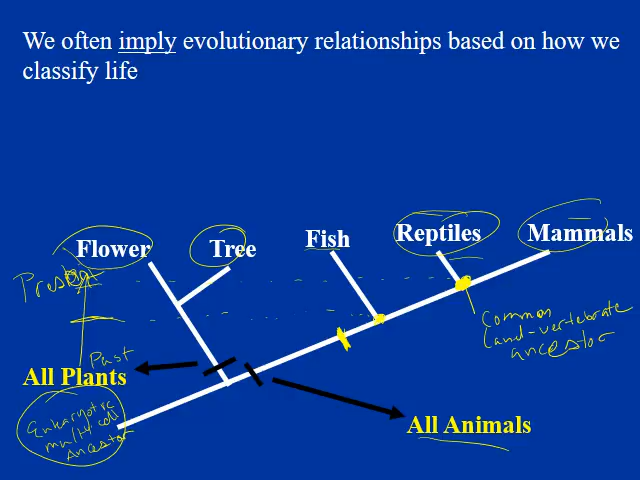 We often imply evolutionary relationships based on how we
classify life
Flower
Tree
Fish
Reptiles
Mammals
Present
Past
All Plants
Common
land-vertebrate
ancestor
Eukaryotic
multi cell
Ancestor
All Animals